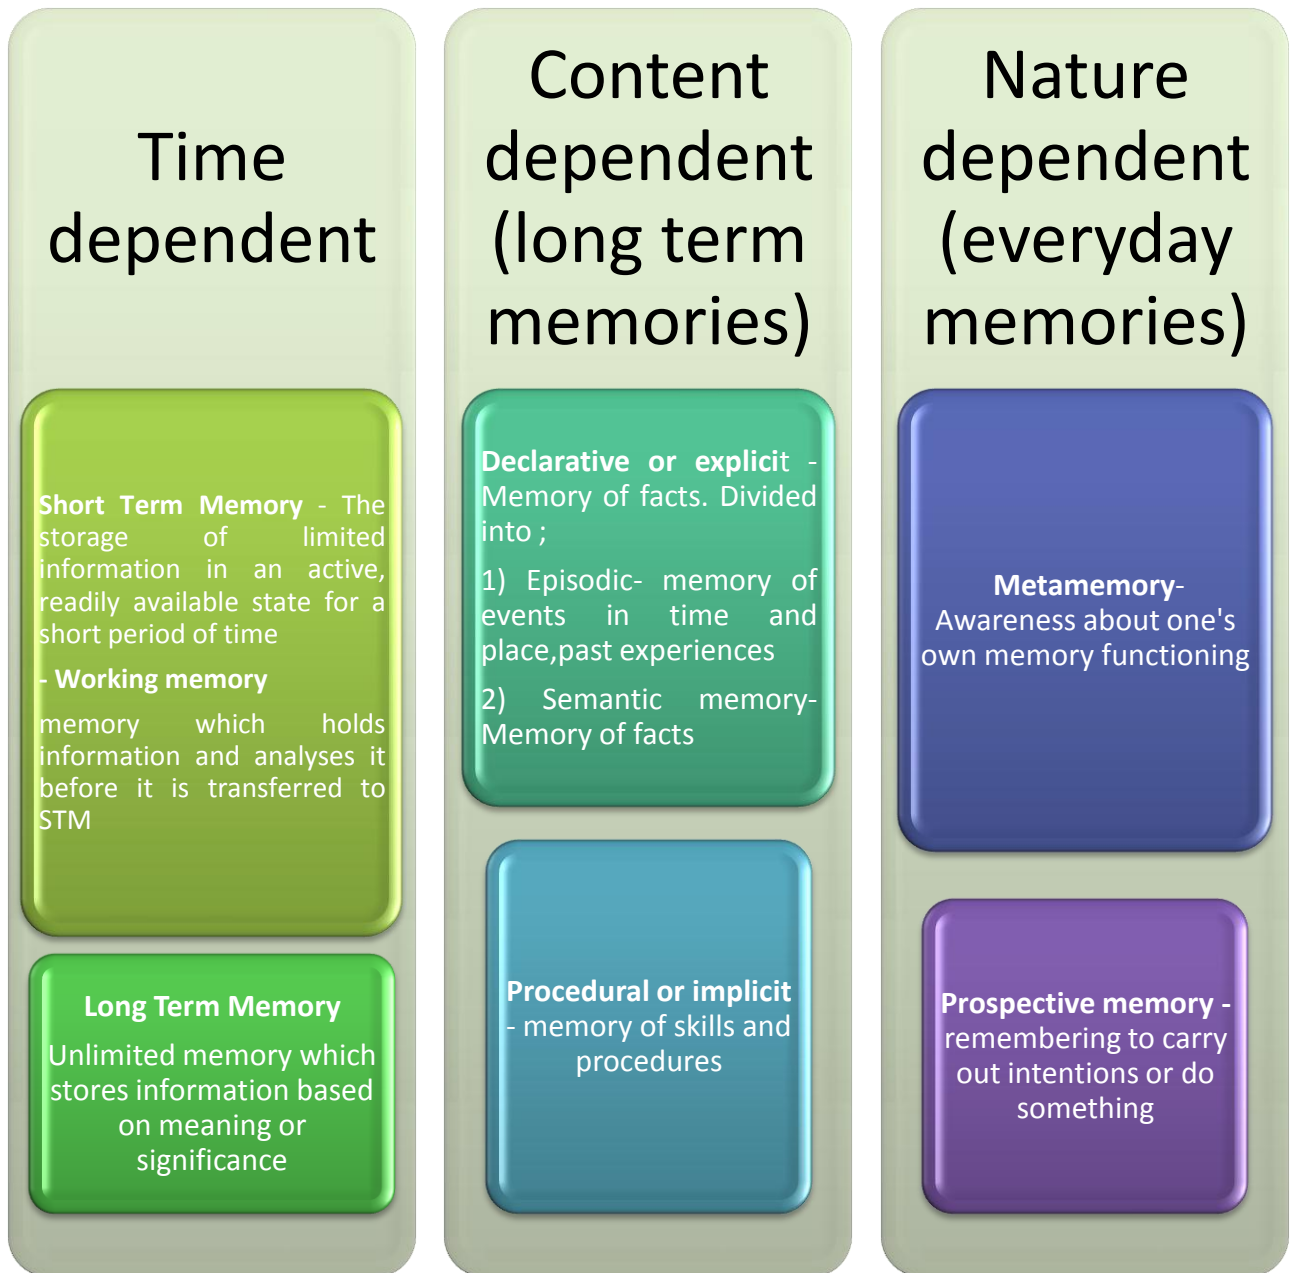 Time
dependent
Short Term Memory - The
storage of limited
information in an active,
readily available state for a
short period of time
- Working memory
memory which holds
information and analyses it
before it is transferred to
STM
Long Term Memory
Unlimited memory which
stores information based
on meaning or
significance
Content
dependent
(long term
memories)
Declarative or explicit -
Memory of facts. Divided
into ;
1) Episodic- memory of
events in time and
place,past experiences
2) Semantic memory-
Memory of facts
Procedural or implicit
- memory of skills and
procedures
Nature
dependent
(everyday
memories)
Metamemory-
Awareness about one's
own memory functioning
Prospective memory -
remembering to carry
out intentions or do
something